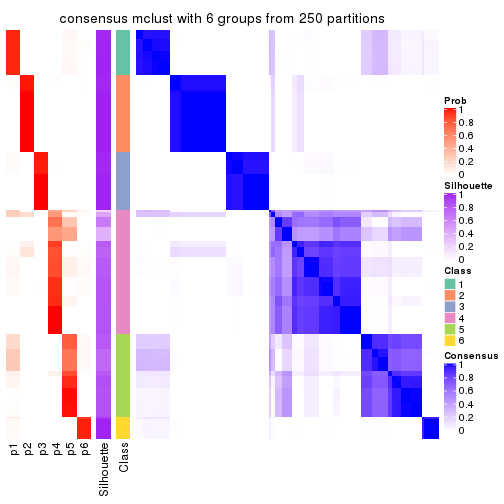 consensus mclust with 6 groups from 250 partitions
Prob
1
0.8
0.6
0.4
0.2
0
Silhouette
1
0.8
0.6
0.4
0.2
0
Class
1
2
3
4
5
6
Consensus
1
0.8
0.6
0.4
0.2
0
p1
p2
p3
p4
p5
p6
Silhouette
Class